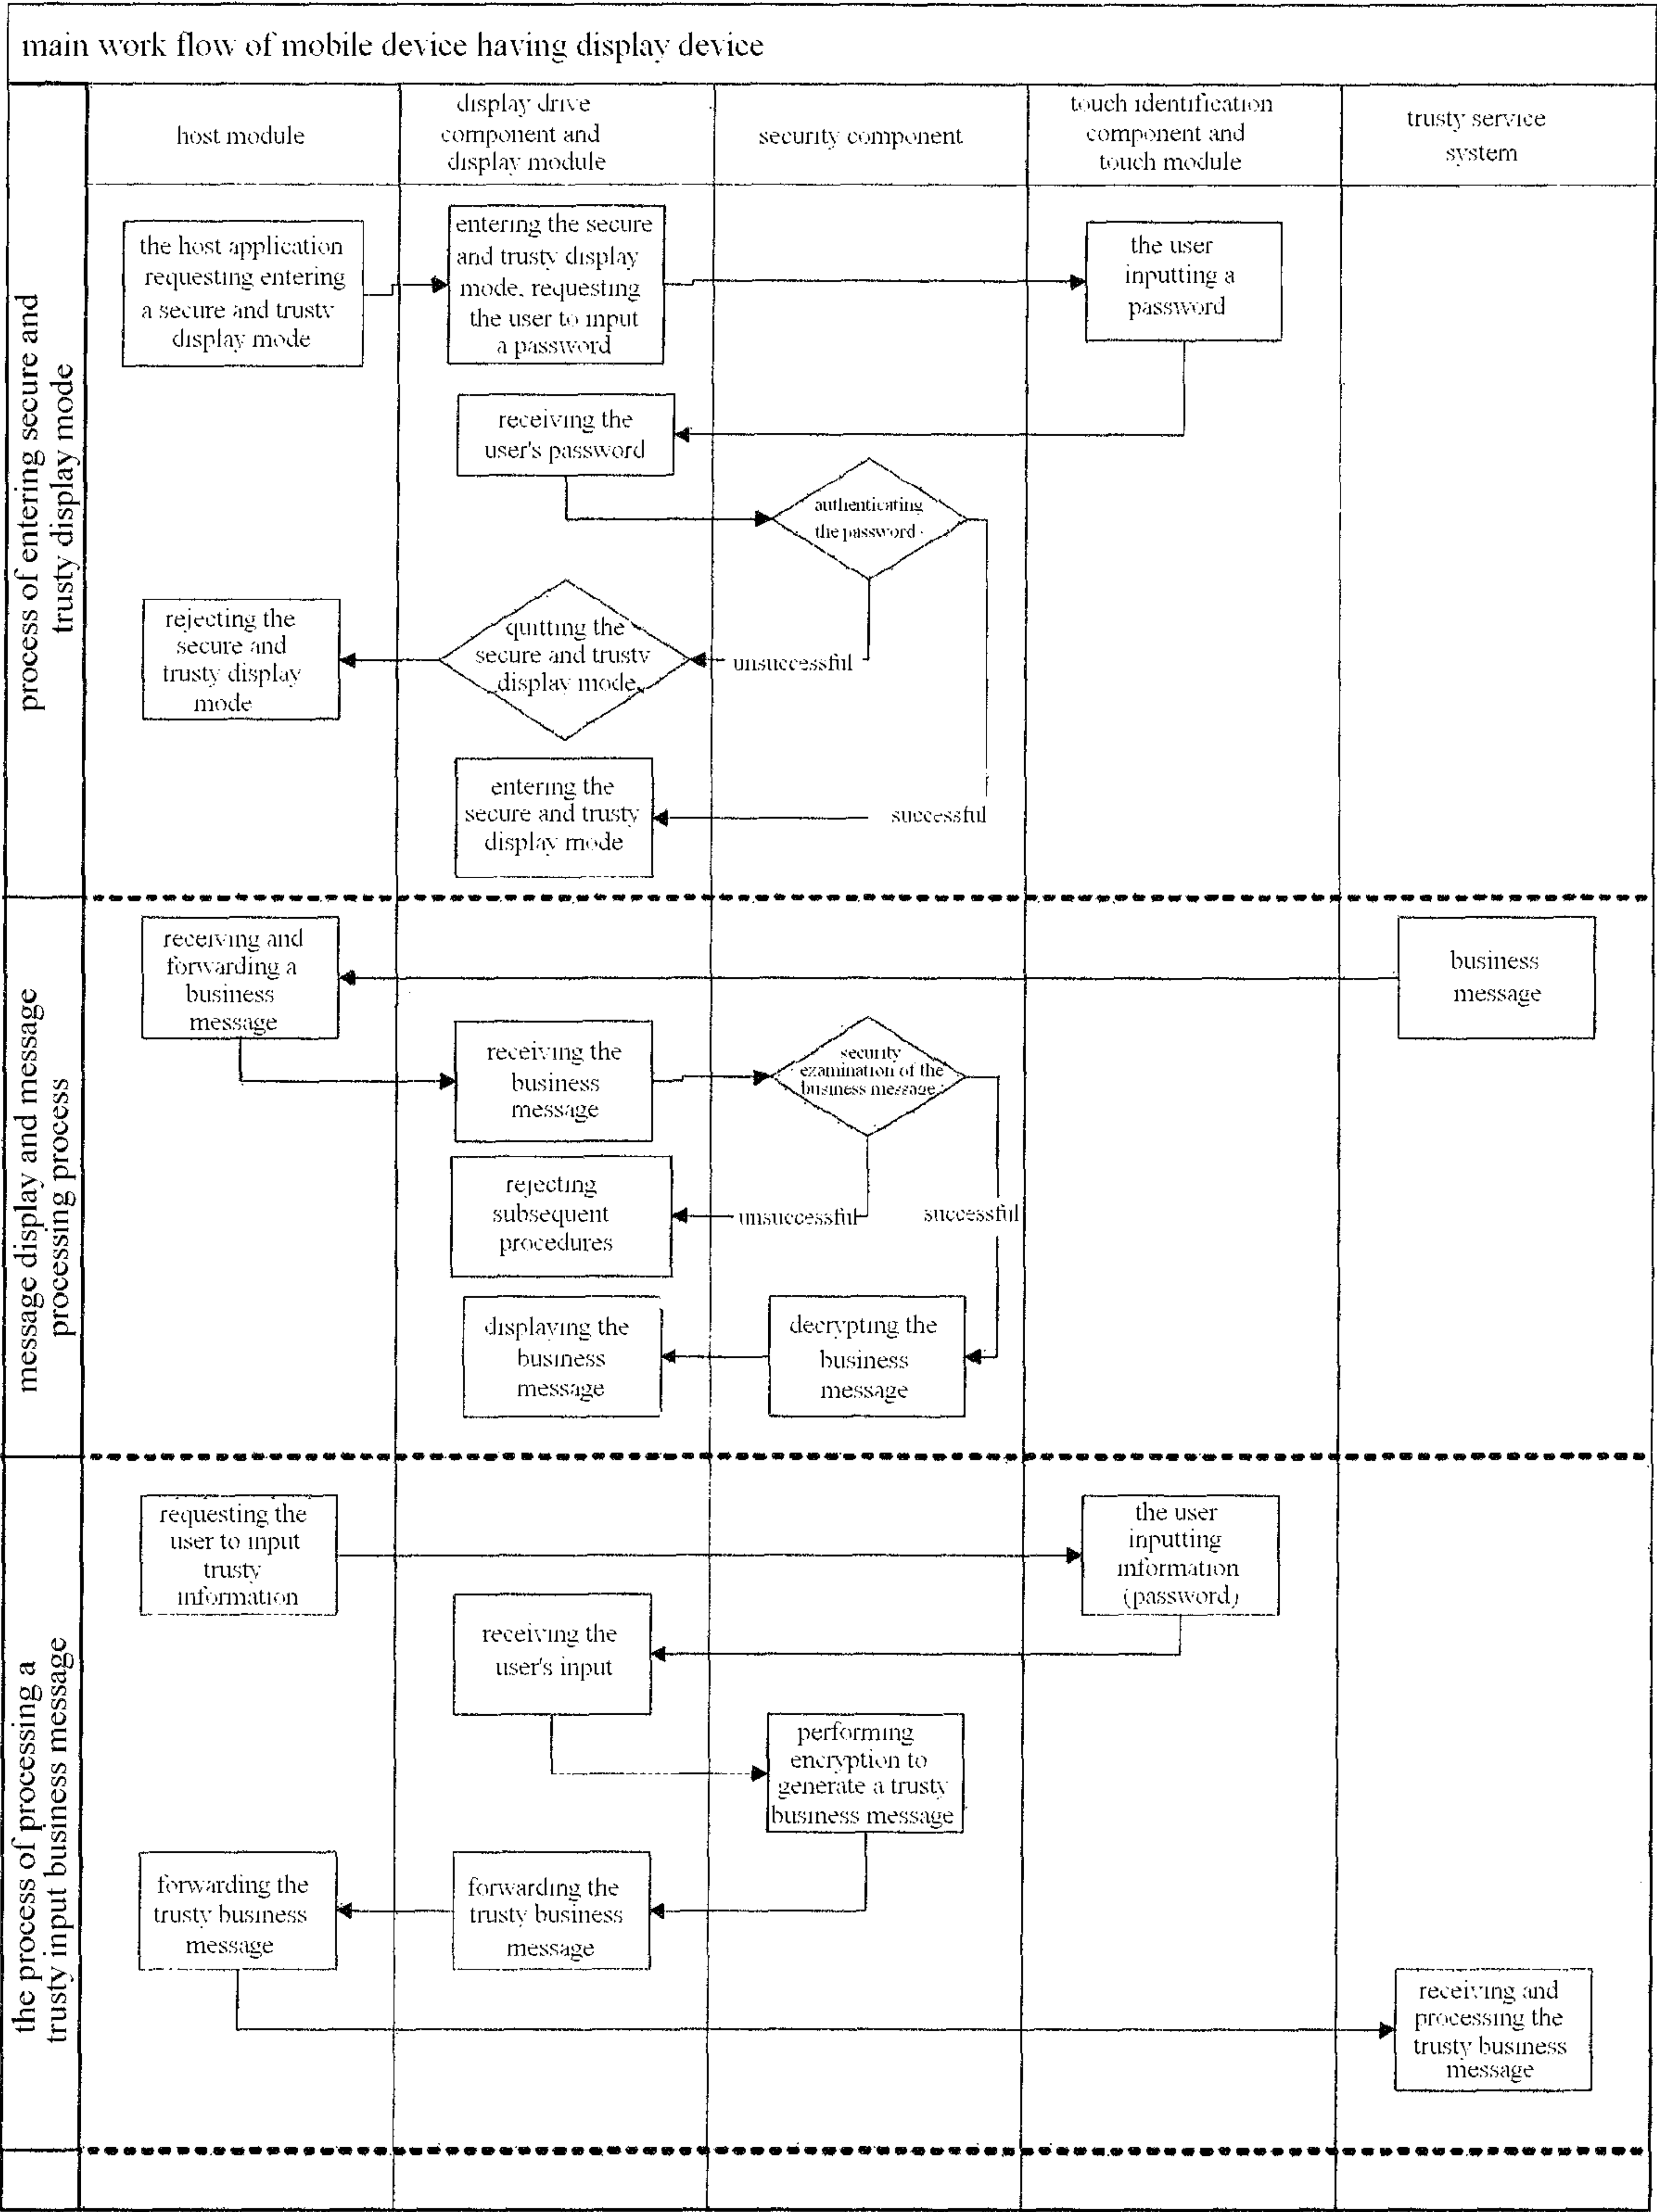 main work flow of mobile device having display device
host module
display drive
component and
display module
security component
touch identification
component and
touch module
trusty service
system
process of entering secure and
trusty display mode
the host application
requesting entering
a secure and trusty
display mode
entering the secure
and trusty display
mode, requesting
the user to input
a password
the user
inputting a
password
receiving the
user's password
authenticating
the password
rejecting the
secure and
trusty display
mode
quitting the
secure and trusty
display mode
unsuccessful
entering the
secure and trusty
display mode
successful
message display and message
processing process
receiving and
forwarding a
business
message
business
message
receiving the
business
message
security
examination of the
business message
rejecting
subsequent
procedures
unsuccessful
successful
displaying the
business
message
decrypting the
business
message
the process of processing a
trusty input business message
requesting the
user to input
trusty
information
the user
inputting
information
(password)
receiving the
user's input
performing
encryption to
generate a trusty
business message
forwarding the
trusty business
message
forwarding the
trusty business
message
receiving and
processing the
trusty business
message